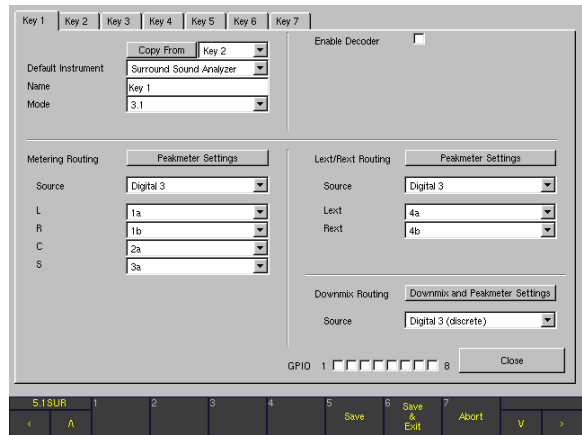 Key 1 Key 2 Key 3 Key 4 Key 5 Key 6 Key 7
Copy From Key 2
Default Instrument Surround Sound Analyzer
Name Key 1
Mode 3.1
Enable Decoder
Metering Routing Peakmeter Settings
Source Digital 3
L 1a
R 1b
C 2a
S 3a
Lext/Rext Routing Peakmeter Settings
Source Digital 3
Lext 4a
Rext 4b
Downmix Routing Downmix and Peakmeter Settings
Source Digital 3 (discrete)
GPIO 1 8
Close
5.1SUR 1 2 3 4 5 6 7
< Λ Save Save & Exit Abort V >